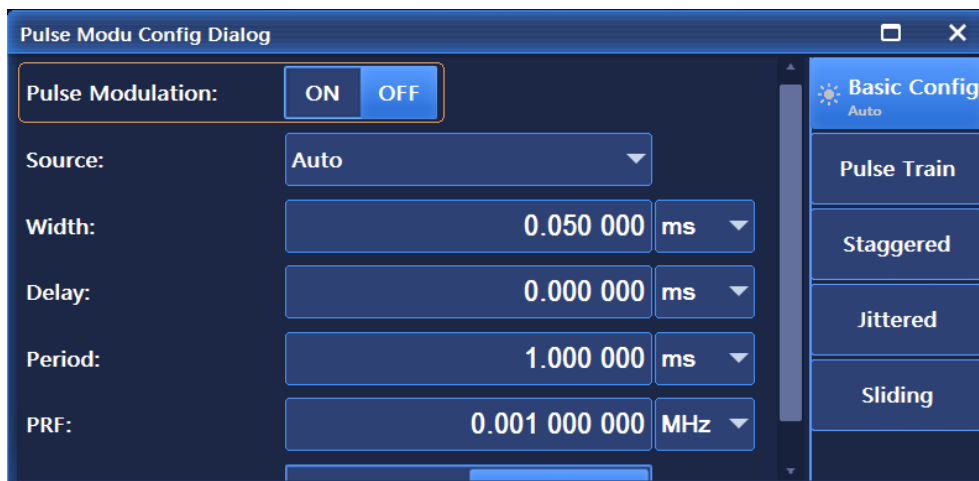 Pulse Modu Config Dialog
Pulse Modulation: ON OFF
Source: Auto
Width: 0.050 000 ms
Delay: 0.000 000 ms
Period: 1.000 000 ms
PRF: 0.001 000 000 MHz
Basic Config
Auto
Pulse Train
Staggered
Jittered
Sliding